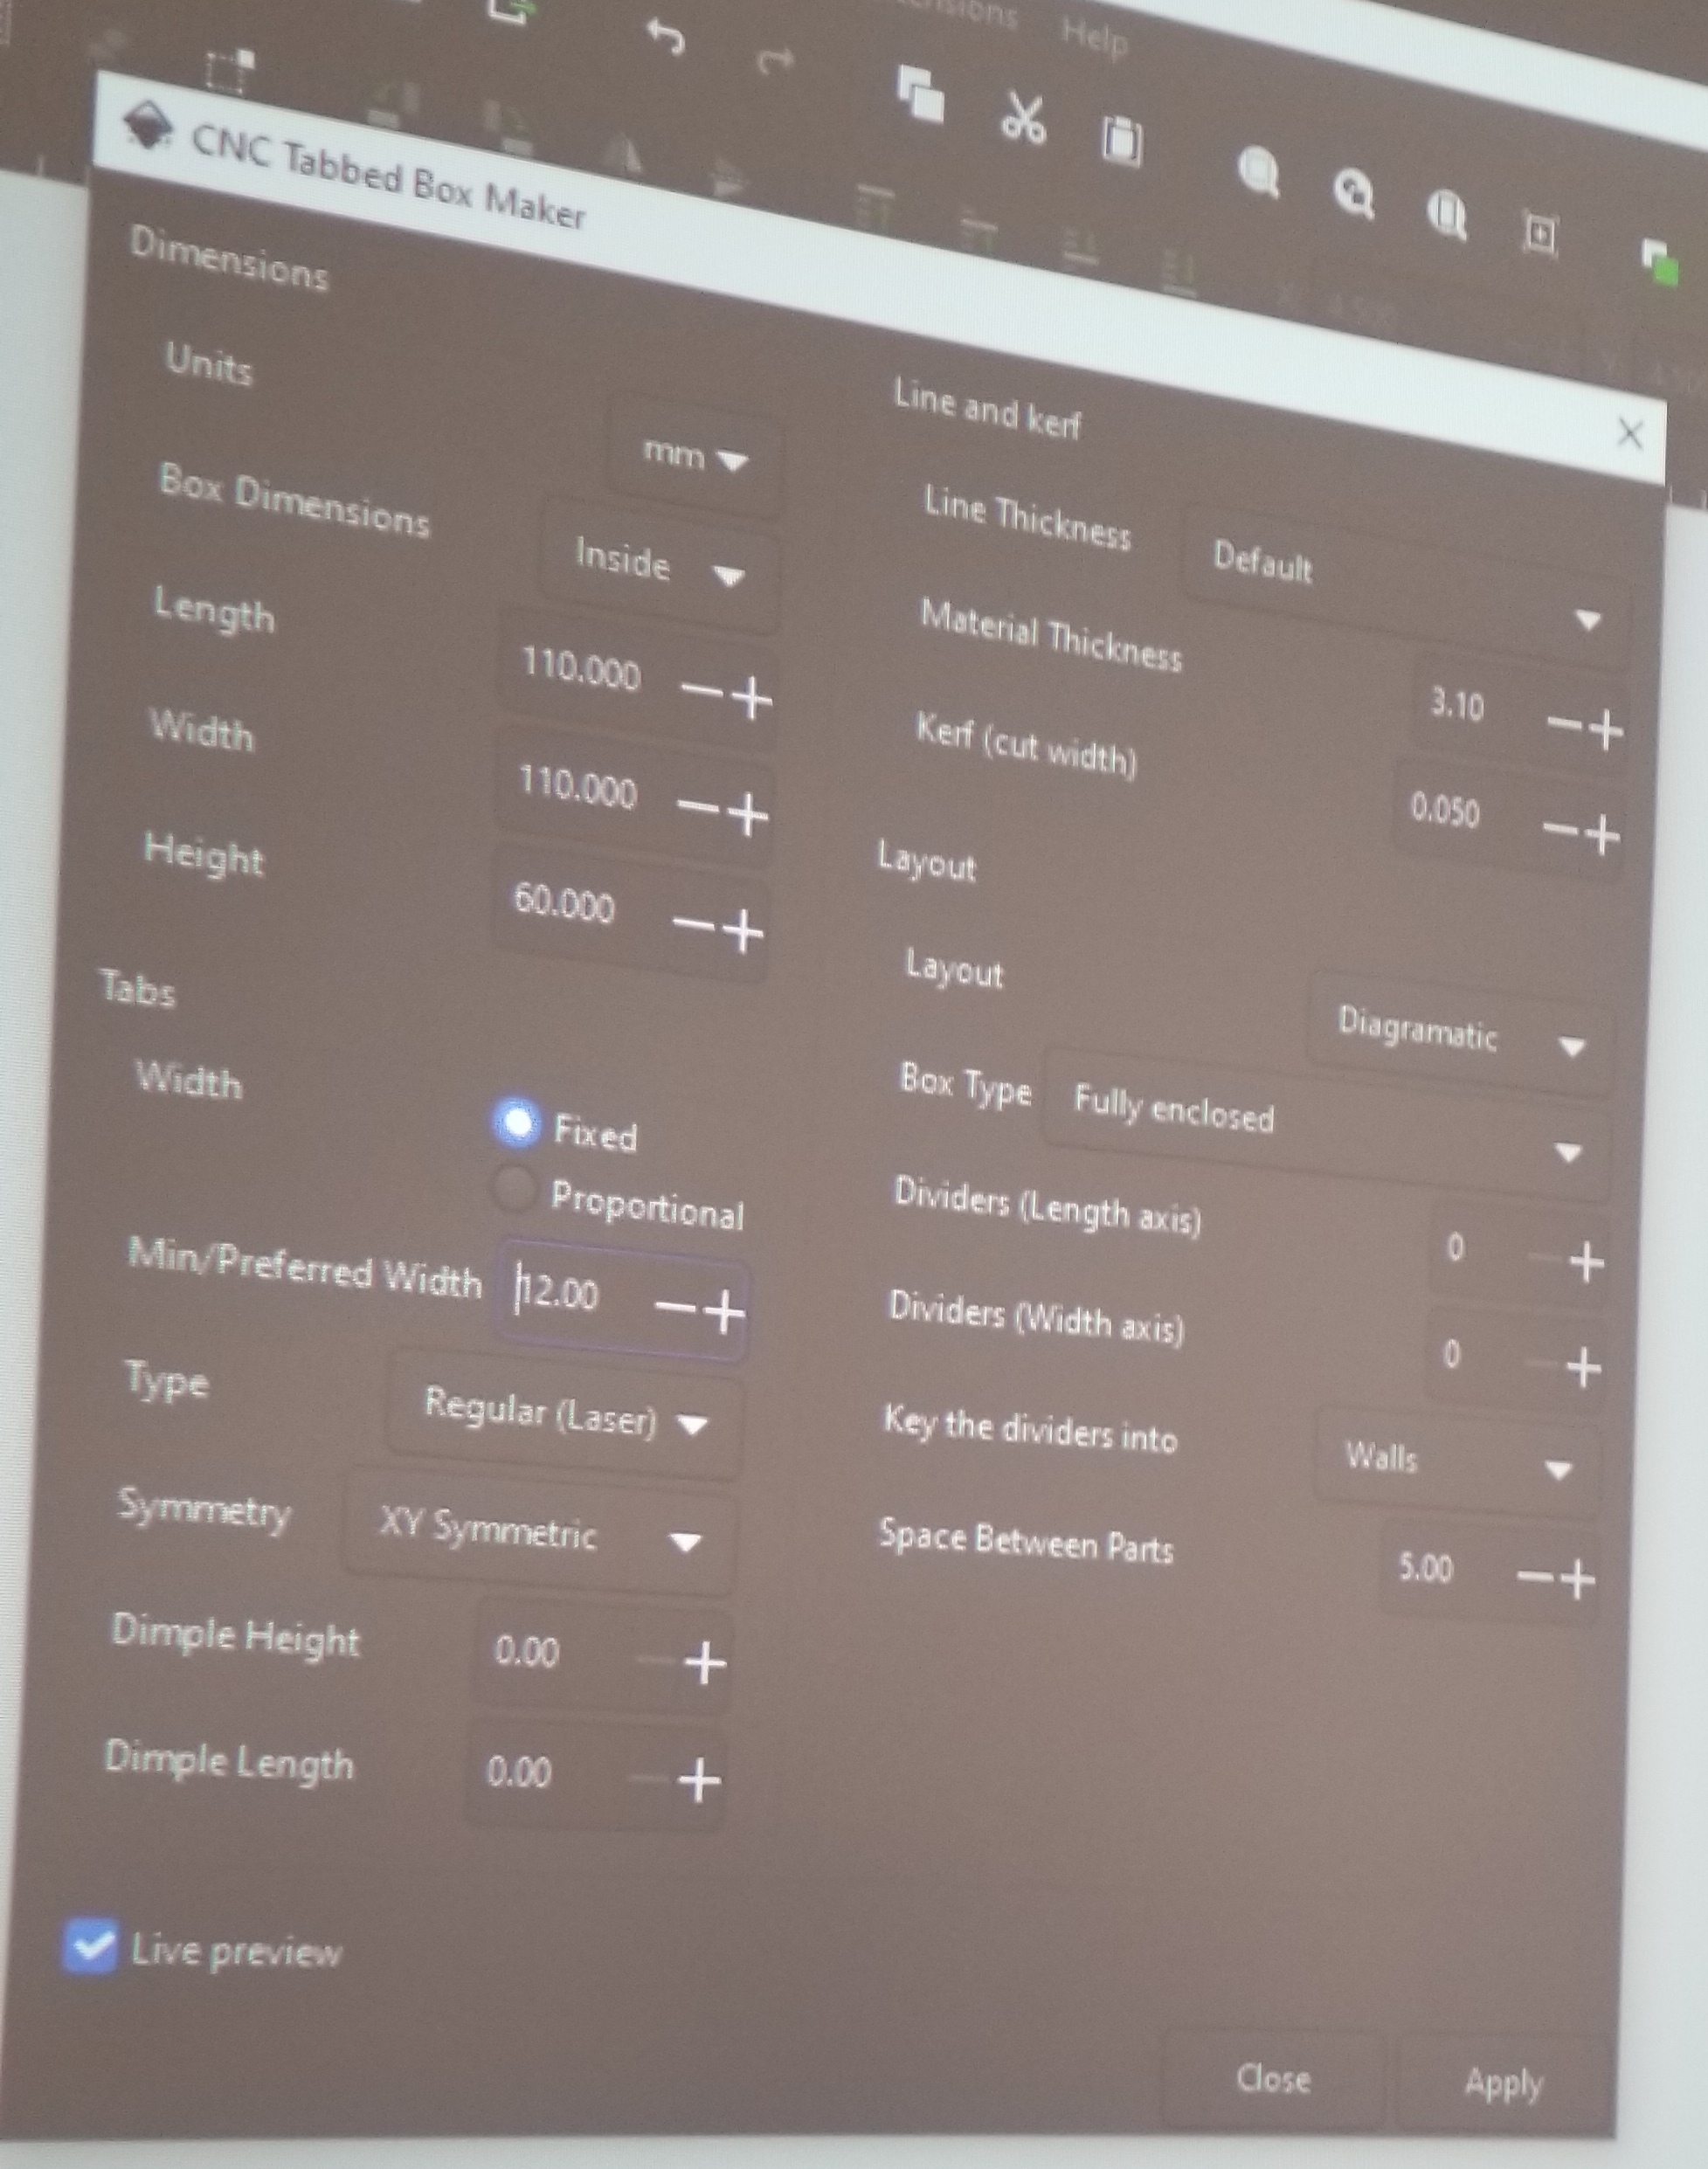 Help
CNC Tabbed Box Maker
Dimensions
Units
mm
Box Dimensions
Inside
Length
110.000
Width
110.000
Height
60.000
Tabs
Width
Fixed
Proportional
Min/Preferred Width
12.00
Type
Regular (Laser)
Symmetry
XY Symmetric
Dimple Height
0.00
Dimple Length
0.00
Live preview
Line and kerf
Line Thickness
Default
Material Thickness
3.10
Kerf (cut width)
0.050
Layout
Layout
Diagramatic
Box Type
Fully enclosed
Dividers (Length axis)
0
Dividers (Width axis)
0
Key the dividers into
Walls
Space Between Parts
5.00
Close
Apply